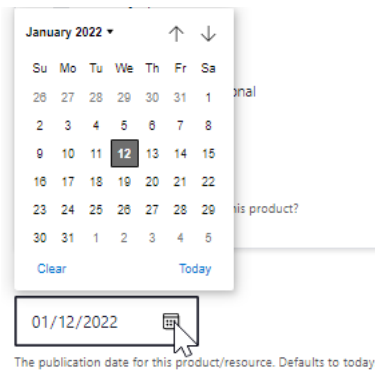 January 2022
Su Mo Tu We Th Fr Sa
26 27 28 29 30 31 1
2 3 4 5 6 7 8
9 10 11 12 13 14 15
16 17 18 19 20 21 22
23 24 25 26 27 28 29
30 31 1 2 3 4 5
Clear Today
onal
is product?
01/12/2022
The publication date for this product/resource. Defaults to today